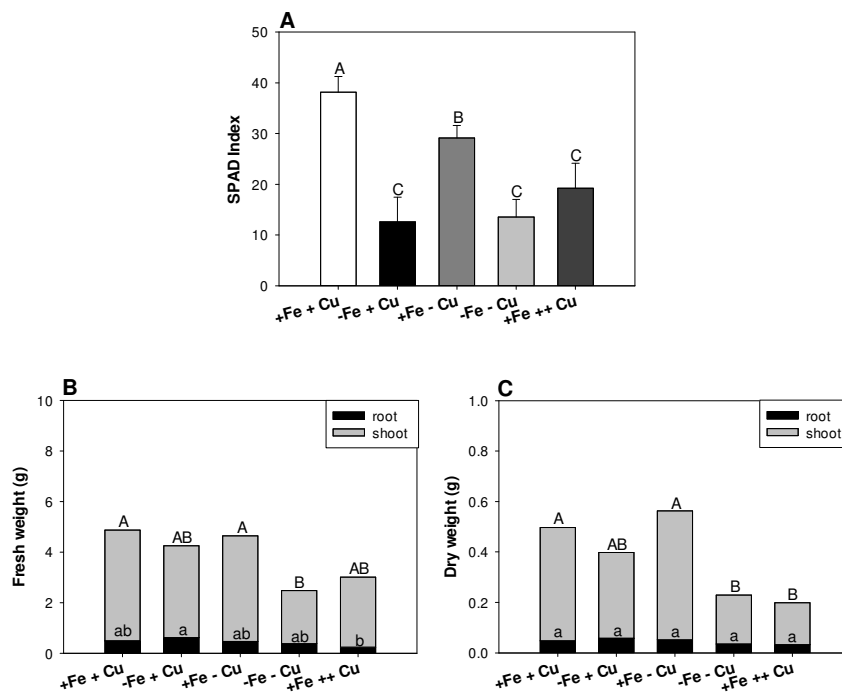 A
50
40
30
20
10
0
SPAD Index
A
C
B
C
C
+Fe + Cu
-Fe + Cu
+Fe - Cu
-Fe - Cu
+Fe ++ Cu
B
10
8
6
4
2
0
Fresh weight (g)
root
shoot
A
AB
A
B
AB
ab
a
ab
ab
b
+Fe + Cu
-Fe + Cu
+Fe - Cu
-Fe - Cu
+Fe ++ Cu
C
1.0
0.8
0.6
0.4
0.2
0.0
Dry weight (g)
root
shoot
A
AB
A
B
B
a
a
a
a
a
+Fe + Cu
-Fe + Cu
+Fe - Cu
-Fe - Cu
+Fe ++ Cu